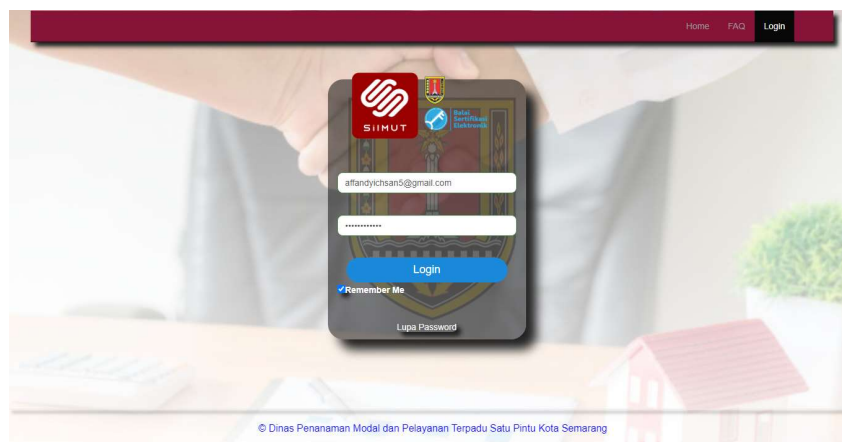 Home FAQ Login
SiIMUT
Balai
Sertifikasi
Elektronik
affandyichsan5@gmail.com
••••••••••••
Login
Remember Me
Lupa Password
© Dinas Penanaman Modal dan Pelayanan Terpadu Satu Pintu Kota Semarang